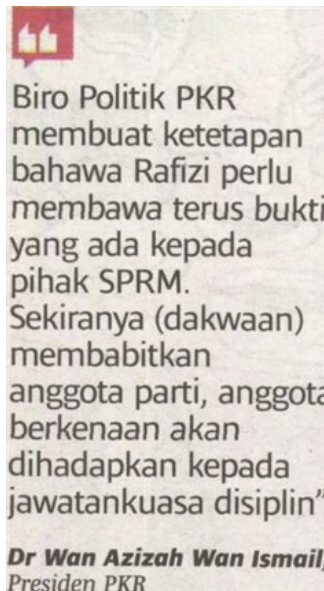 Biro Politik PKR
membuat ketetapan
bahawa Rafizi perlu
membawa terus bukti
yang ada kepada
pihak SPRM.
Sekiranya (dakwaan)
membabitkan
anggota parti, anggota
berkenaan akan
dihadapkan kepada
jawatankuasa disiplin”
Dr Wan Azizah Wan Ismail,
Presiden PKR